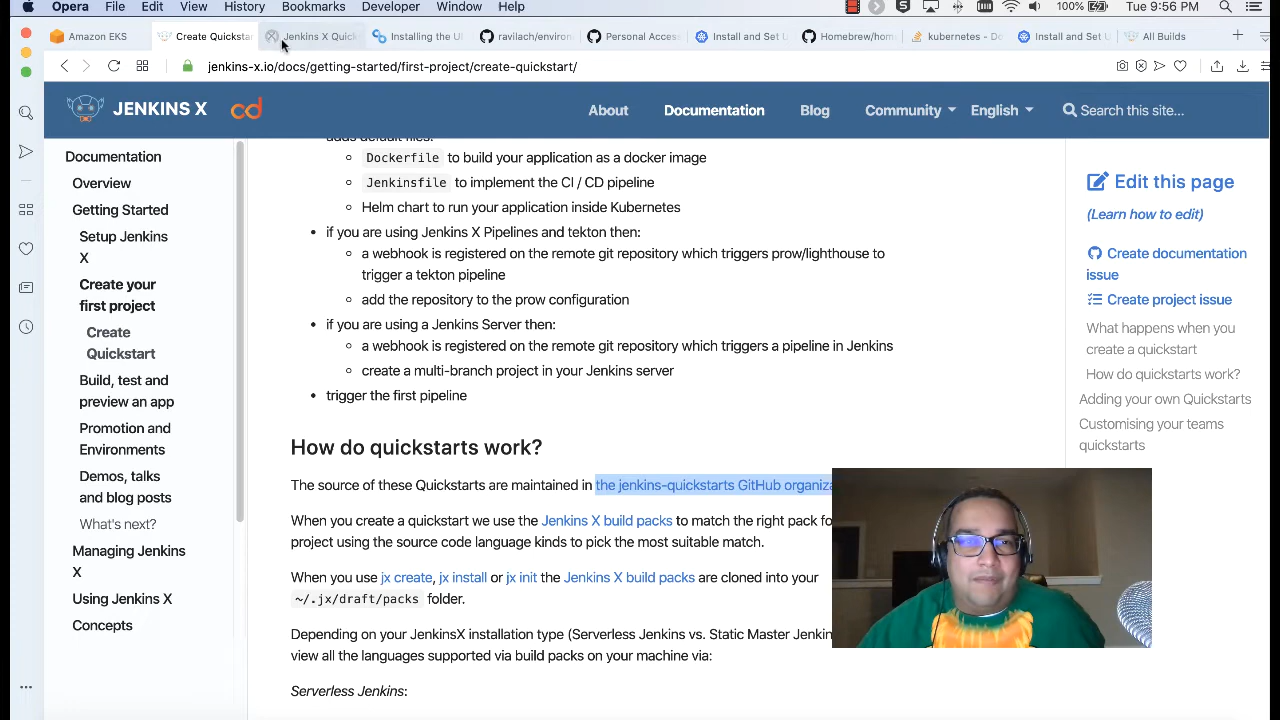 Opera File Edit View History Bookmarks Developer Window Help 100% Tue 9:56 PM
Amazon EKS Create Quickstar Jenkins X Quick Installing the U ravilach/environ Personal Acces Install and Set U Homebrew/home kubernetes - Do Install and Set U All Builds
jenkins-x.io/docs/getting-started/first-project/create-quickstart/
JENKINS X cd About Documentation Blog Community English Search this site...
Documentation
Overview
Getting Started
Setup Jenkins
X
Create your
first project
Create
Quickstart
Build, test and
preview an app
Promotion and
Environments
Demos, talks
and blog posts
What's next?
Managing Jenkins
X
Using Jenkins X
Concepts
adds default files:
Dockerfile to build your application as a docker image
Jenkinsfile to implement the CI / CD pipeline
Helm chart to run your application inside Kubernetes
if you are using Jenkins X Pipelines and tekton then:
a webhook is registered on the remote git repository which triggers prow/lighthouse to
trigger a tekton pipeline
add the repository to the prow configuration
if you are using a Jenkins Server then:
a webhook is registered on the remote git repository which triggers a pipeline in Jenkins
create a multi-branch project in your Jenkins server
trigger the first pipeline
How do quickstarts work?
The source of these Quickstarts are maintained in the jenkins-quickstarts GitHub organiza
When you create a quickstart we use the Jenkins X build packs to match the right pack fo
project using the source code language kinds to pick the most suitable match.
When you use jx create, jx install or jx init the Jenkins X build packs are cloned into your
~/.jx/draft/packs folder.
Depending on your JenkinsX installation type (Serverless Jenkins vs. Static Master Jenkin
view all the languages supported via build packs on your machine via:
Serverless Jenkins:
Edit this page
(Learn how to edit)
Create documentation
issue
Create project issue
What happens when you
create a quickstart
How do quickstarts work?
Adding your own Quickstarts
Customising your teams
quickstarts